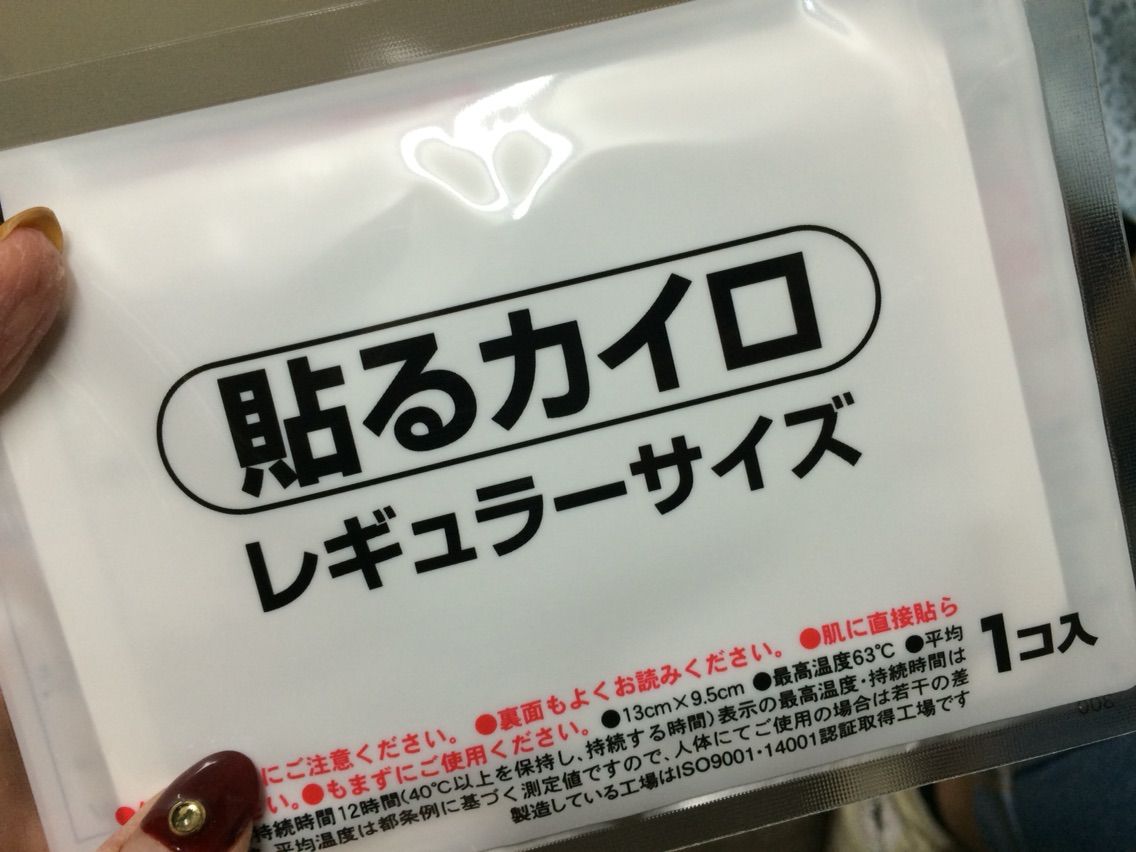 貼るカイロ
レギュラーサイズ
にご注意ください。●裏面もよくお読みください。●肌に直接貼ら
い。●もまずにご使用ください。●13cm×9.5cm ●最高温度63℃ ●平均
持続時間12時間(40℃以上を保持し、持続する時間)表示の最高温度・持続時間は
平均温度は都条例に基づく測定値ですので、人体にてご使用の場合は若干の差
製造している工場はISO9001・14001認証取得工場です
1コ入